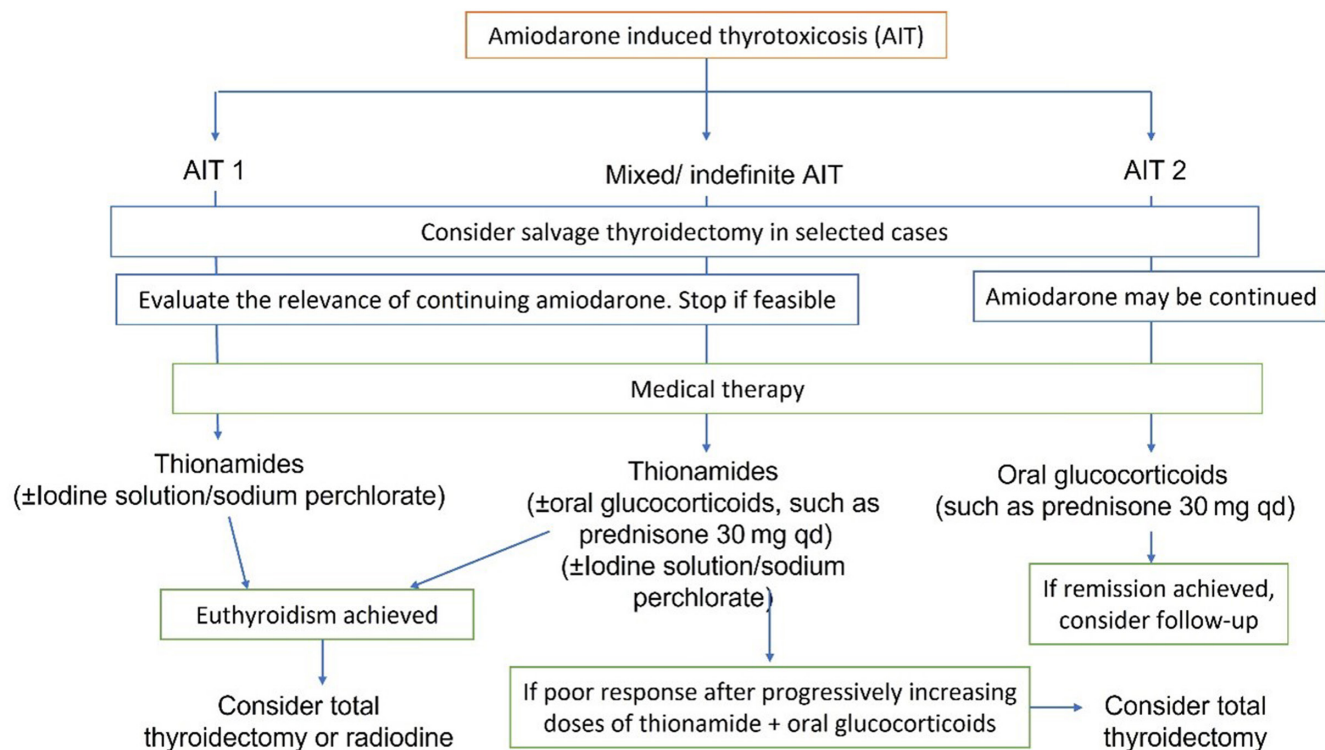 Amiodarone induced thyrotoxicosis (AIT)
AIT 1
Mixed/ indefinite AIT
AIT 2
Consider salvage thyroidectomy in selected cases
Evaluate the relevance of continuing amiodarone. Stop if feasible
Amiodarone may be continued
Medical therapy
Thionamides
(±Iodine solution/sodium perchlorate)
Thionamides
(±oral glucocorticoids, such as
prednisone 30 mg qd)
(±Iodine solution/sodium
perchlorate)
Oral glucocorticoids
(such as prednisone 30 mg qd)
Euthyroidism achieved
If remission achieved,
consider follow-up
Consider total
thyroidectomy or radiodine
If poor response after progressively increasing
doses of thionamide + oral glucocorticoids
Consider total
thyroidectomy